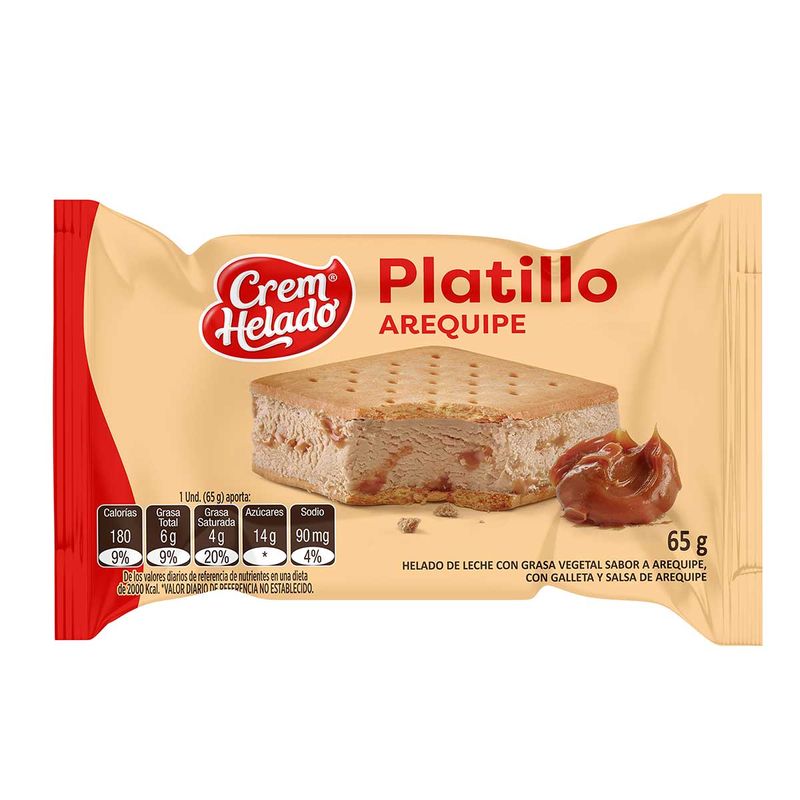 Crem®
Helado
Platillo
AREQUIPE
1 Und. (65 g) aporta:
Calorías
180
9%
Grasa
Total
6 g
9%
Grasa
Saturada
4 g
20%
Azúcares
14 g
*
Sodio
90 mg
4%
De los valores diarios de referencia de nutrientes en una dieta
de 2000 Kcal. *VALOR DIARIO DE REFERENCIA NO ESTABLECIDO.
65 g
HELADO DE LECHE CON GRASA VEGETAL SABOR A AREQUIPE,
CON GALLETA Y SALSA DE AREQUIPE